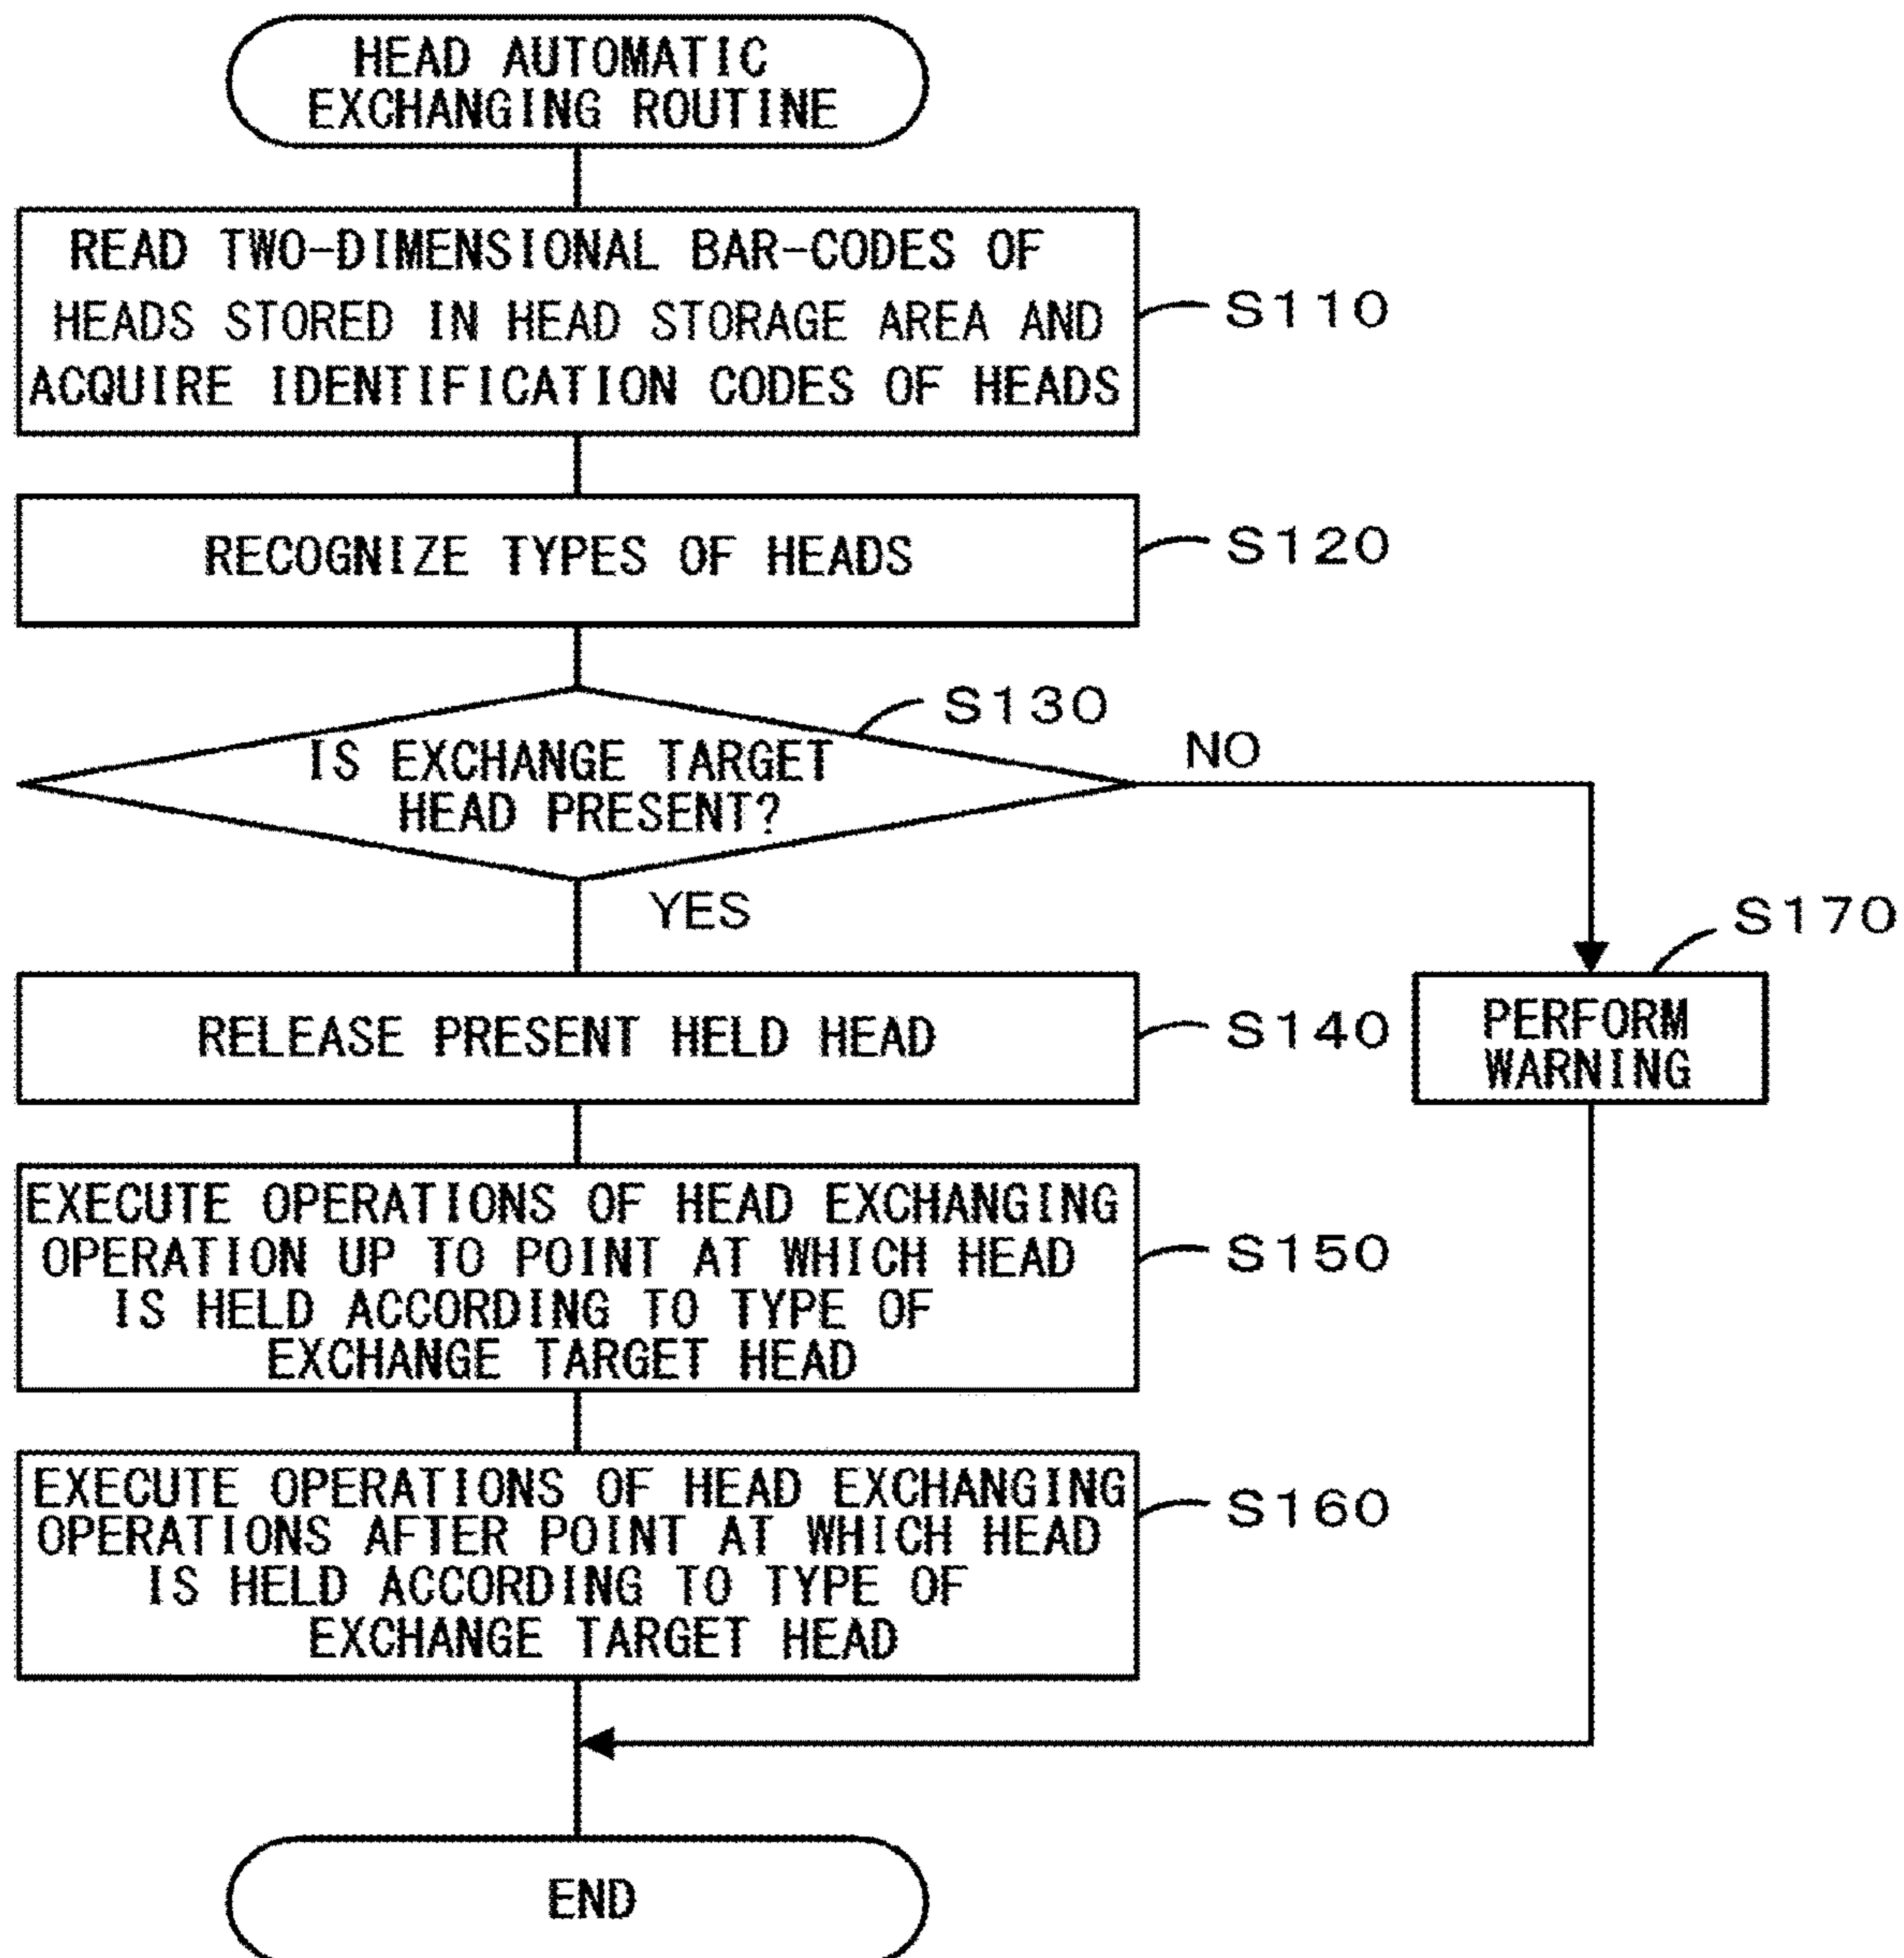 HEAD AUTOMATIC
EXCHANGING ROUTINE
READ TWO-DIMENSIONAL BAR-CODES OF
HEADS STORED IN HEAD STORAGE AREA AND
ACQUIRE IDENTIFICATION CODES OF HEADS
S110
RECOGNIZE TYPES OF HEADS
S120
S130
IS EXCHANGE TARGET
HEAD PRESENT?
NO
YES
S170
RELEASE PRESENT HELD HEAD
S140
PERFORM
WARNING
EXECUTE OPERATIONS OF HEAD EXCHANGING
OPERATION UP TO POINT AT WHICH HEAD
IS HELD ACCORDING TO TYPE OF
EXCHANGE TARGET HEAD
S150
EXECUTE OPERATIONS OF HEAD EXCHANGING
OPERATIONS AFTER POINT AT WHICH HEAD
IS HELD ACCORDING TO TYPE OF
EXCHANGE TARGET HEAD
S160
END